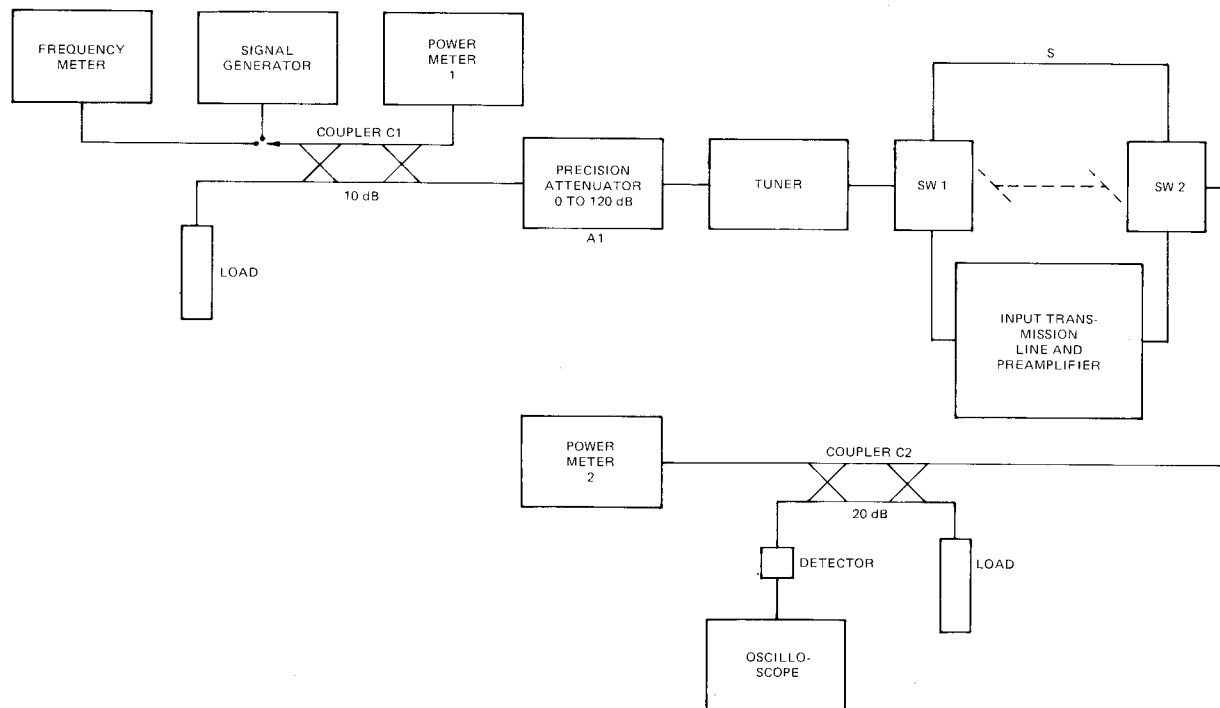 FREQUENCY
METER
SIGNAL
GENERATOR
POWER
METER
1
COUPLER C1
10 dB
LOAD
PRECISION
ATTENUATOR
0 TO 120 dB
A1
TUNER
S
SW 1
SW 2
INPUT TRANS-
MISSION
LINE AND
PREAMPLIFIER
POWER
METER
2
COUPLER C2
20 dB
DETECTOR
LOAD
OSCILLO-
SCOPE